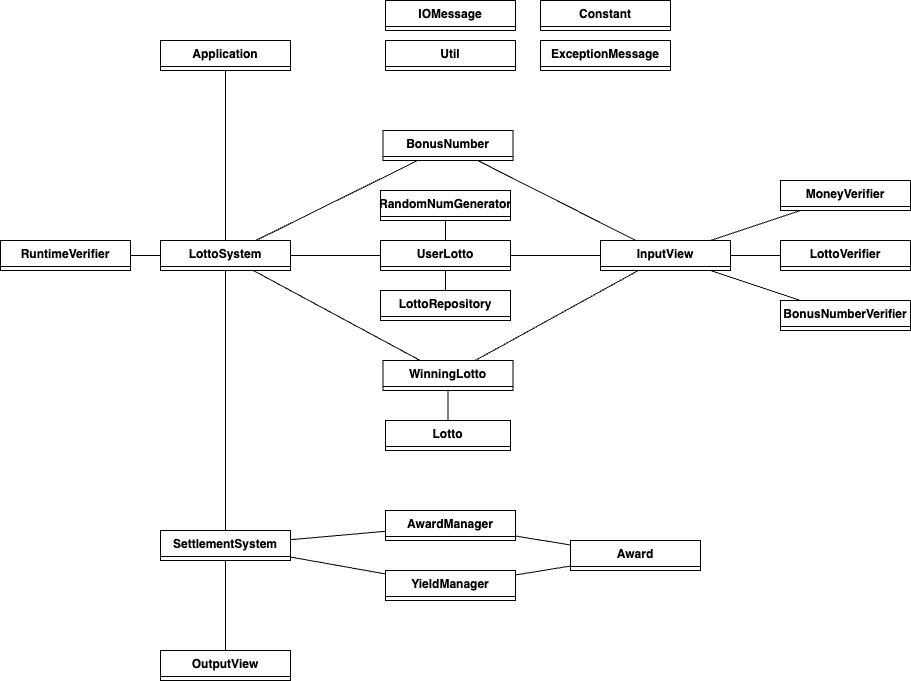 IOMessage
Constant
Application
Util
ExceptionMessage
BonusNumber
RandomNumGenerator
MoneyVerifier
RuntimeVerifier
LottoSystem
UserLotto
InputView
LottoVerifier
LottoRepository
BonusNumberVerifier
WinningLotto
Lotto
AwardManager
SettlementSystem
Award
YieldManager
OutputView